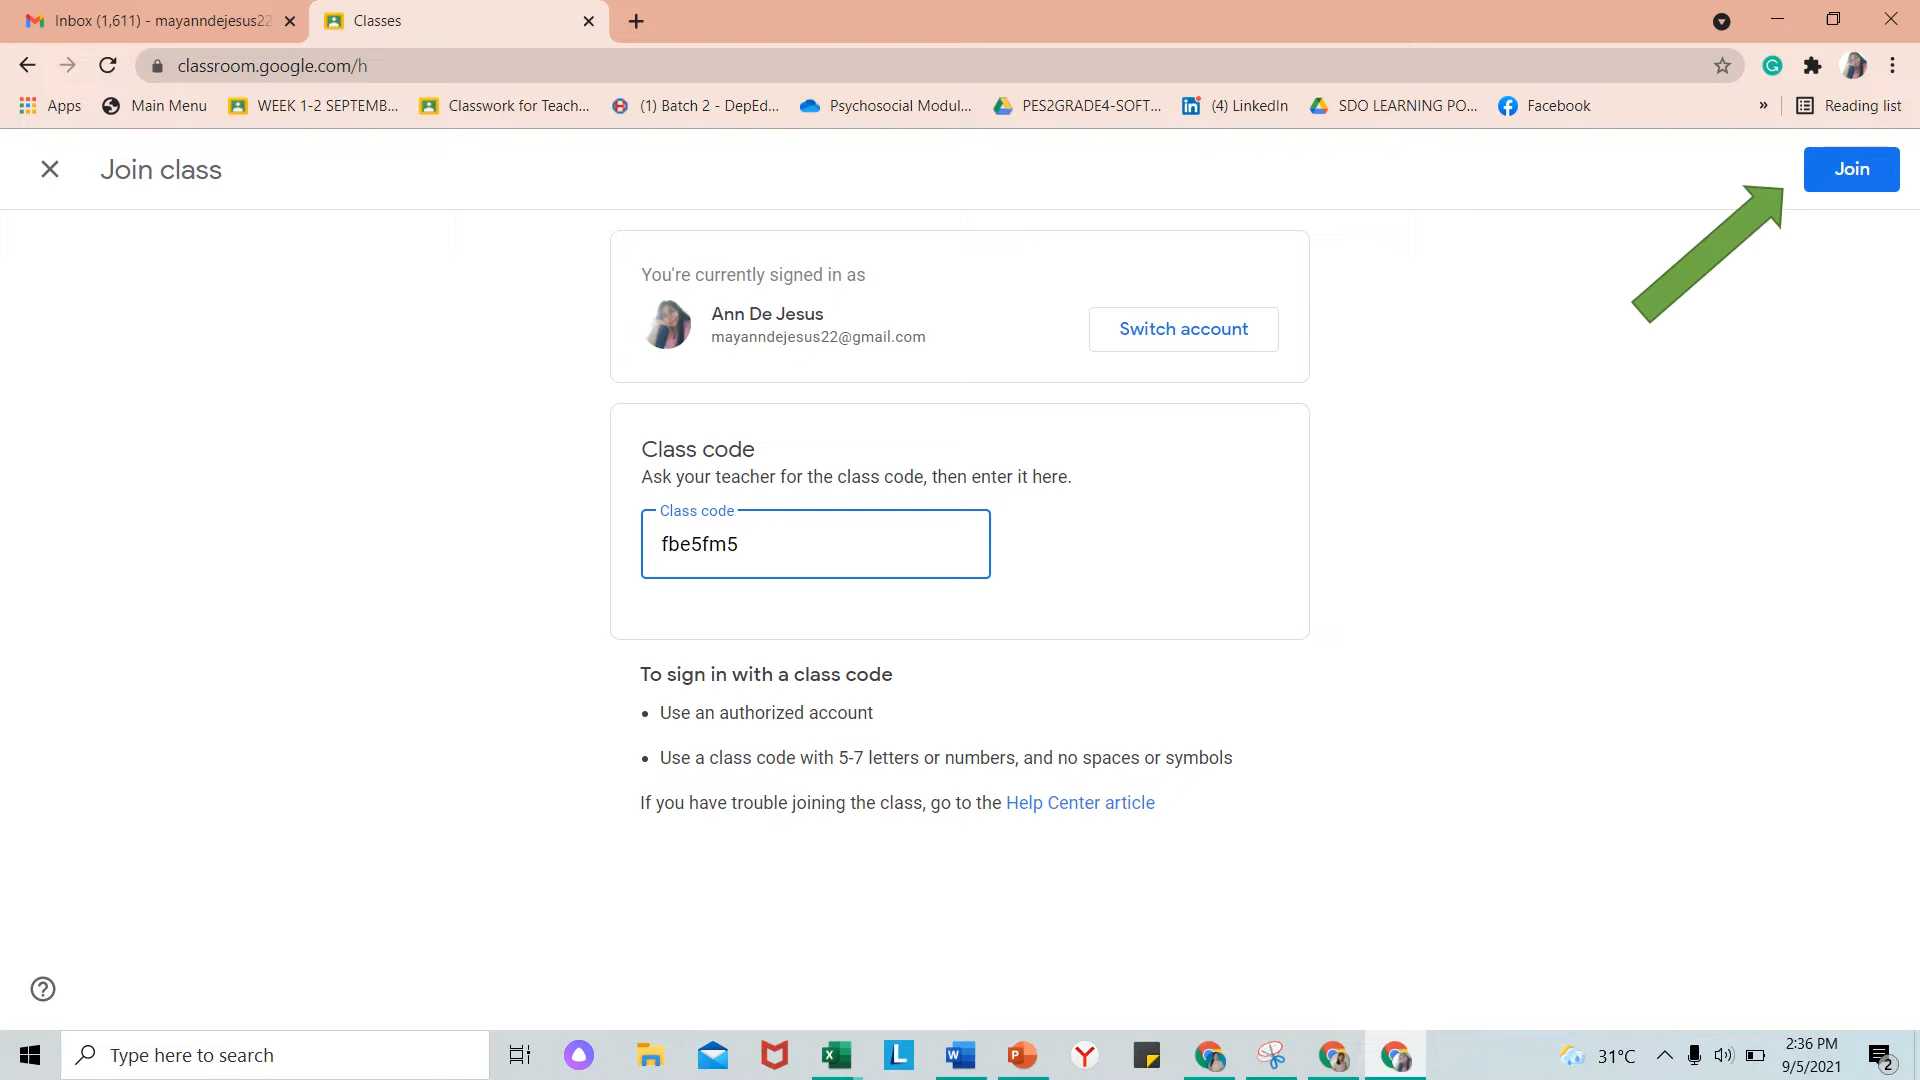 Inbox (1,611) - mayanndejesus22
Classes
classroom.google.com/h
Apps
Main Menu
WEEK 1-2 SEPTEMB...
Classwork for Teach...
(1) Batch 2 - DepEd...
Psychosocial Modul...
PES2GRADE4-SOFT...
(4) LinkedIn
SDO LEARNING PO...
Facebook
»
Reading list
Join class
Join
You're currently signed in as
Ann De Jesus
mayanndejesus22@gmail.com
Switch account
Class code
Ask your teacher for the class code, then enter it here.
Class code
fbe5fm5
To sign in with a class code
• Use an authorized account
• Use a class code with 5-7 letters or numbers, and no spaces or symbols
If you have trouble joining the class, go to the Help Center article
Type here to search
31°C
2:36 PM
9/5/2021
2